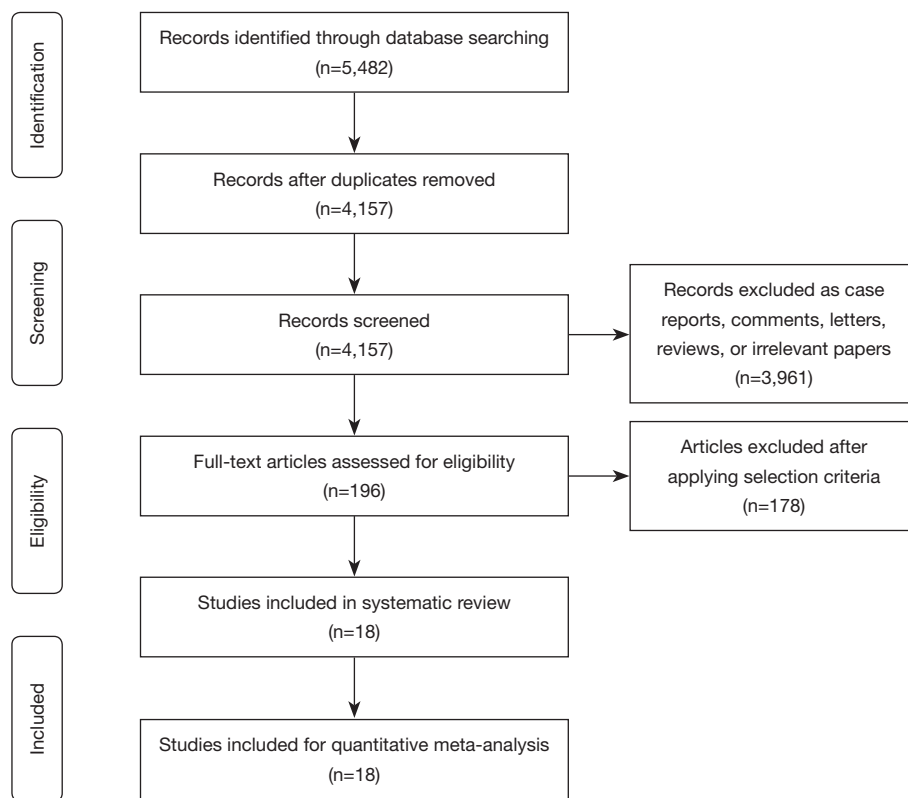 Identification
Records identified through database searching
(n=5,482)
Records after duplicates removed
(n=4,157)
Screening
Records screened
(n=4,157)
Records excluded as case
reports, comments, letters,
reviews, or irrelevant papers
(n=3,961)
Eligibility
Full-text articles assessed for eligibility
(n=196)
Articles excluded after
applying selection criteria
(n=178)
Studies included in systematic review
(n=18)
Included
Studies included for quantitative meta-analysis
(n=18)